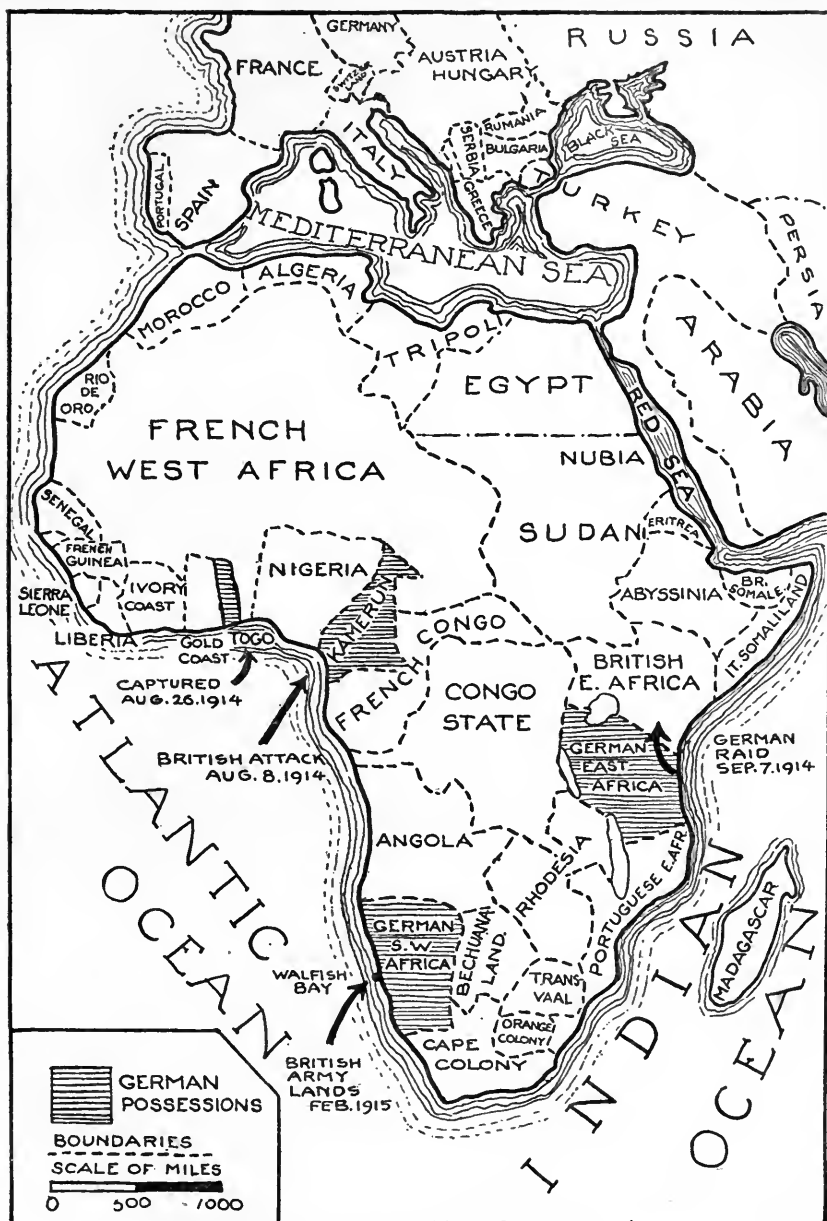 GERMANY
RUSSIA
FRANCE
SWITZER
LAND
AUSTRIA
HUNGARY
ITALY
SERBIA
RUMANIA
BULGARIA
BLACK
SEA
PORTUGAL
SPAIN
GREECE
TURKEY
PERSIA
MEDITERRANEAN SEA
MOROCCO
ALGERIA
TRIPOLI
EGYPT
RED SEA
ARABIA
RIO
DE
ORO
FRENCH
WEST AFRICA
NUBIA
SENEGAL
SUDAN
ERITREA
FRENCH
GUINEA
SIERRA
LEONE
IVORY
COAST
NIGERIA
KAMERUN
ABYSSINIA
BR.
SOMALE.
LIBERIA
GOLD
COAST
TOGO
FRENCH CONGO
IT. SOMALILAND
CAPTURED
AUG. 26. 1914
CONGO
STATE
BRITISH
E. AFRICA
BRITISH ATTACK
AUG. 8. 1914
GERMAN
EAST
AFRICA
GERMAN
RAID
SEP. 7. 1914
ATLANTIC
OCEAN
ANGOLA
RHODESIA
PORTUGUESE E. AFR.
MADAGASCAR
GERMAN
S.W.
AFRICA
BECHUANA
LAND.
WALFISH
BAY
TRANS
VAAL
ORANGE
COLONY
CAPE
COLONY
BRITISH
ARMY
LANDS
FEB. 1915
INDIAN
OCEAN
GERMAN
POSSESSIONS
BOUNDARIES
SCALE OF MILES
0 500 1000